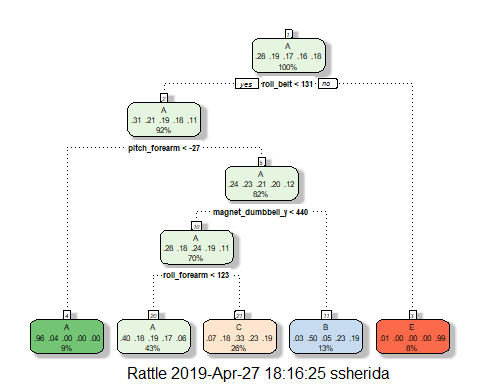 1
A
.28 .19 .17 .16 .18
100%
yes roll_belt < 131 no
2
A
.31 .21 .19 .18 .11
92%
pitch_forearm < -27
5
A
.24 .23 .21 .20 .12
82%
magnet_dumbbell_y < 440
10
A
.28 .18 .24 .19 .11
70%
roll_forearm < 123
4 20 21 11 3
A A C B E
.96 .04 .00 .00 .00 .40 .18 .19 .17 .06 .07 .18 .33 .23 .19 .03 .50 .05 .23 .19 .01 .00 .00 .00 .99
9% 43% 26% 13% 8%
Rattle 2019-Apr-27 18:16:25 ssherida